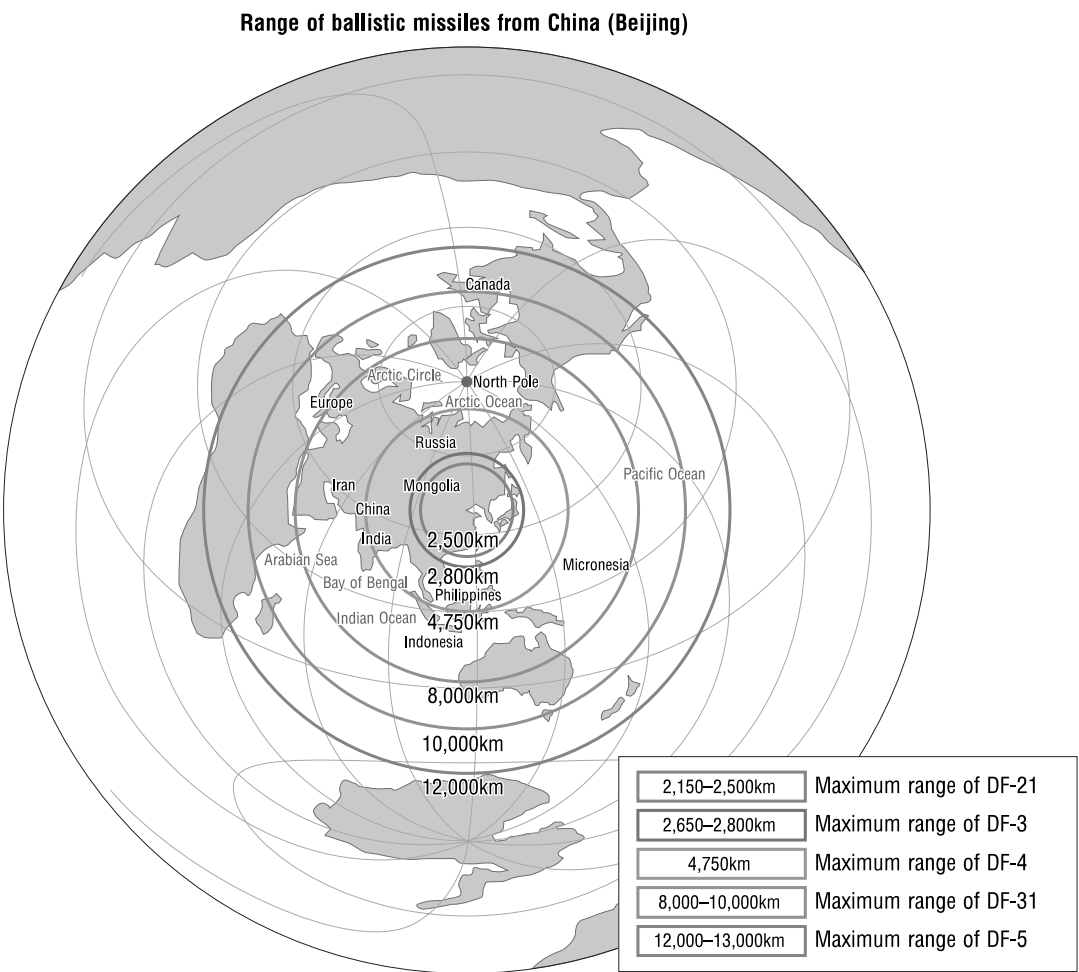 Range of ballistic missiles from China (Beijing)
Canada
Arctic Circle
North Pole
Arctic Ocean
Europe
Russia
Pacific Ocean
Iran
Mongolia
China
India
2,500km
Arabian Sea
Micronesia
2,800km
Bay of Bengal
Philippines
Indian Ocean
4,750km
Indonesia
8,000km
10,000km
12,000km
2,150–2,500km Maximum range of DF-21
2,650–2,800km Maximum range of DF-3
4,750km Maximum range of DF-4
8,000–10,000km Maximum range of DF-31
12,000–13,000km Maximum range of DF-5